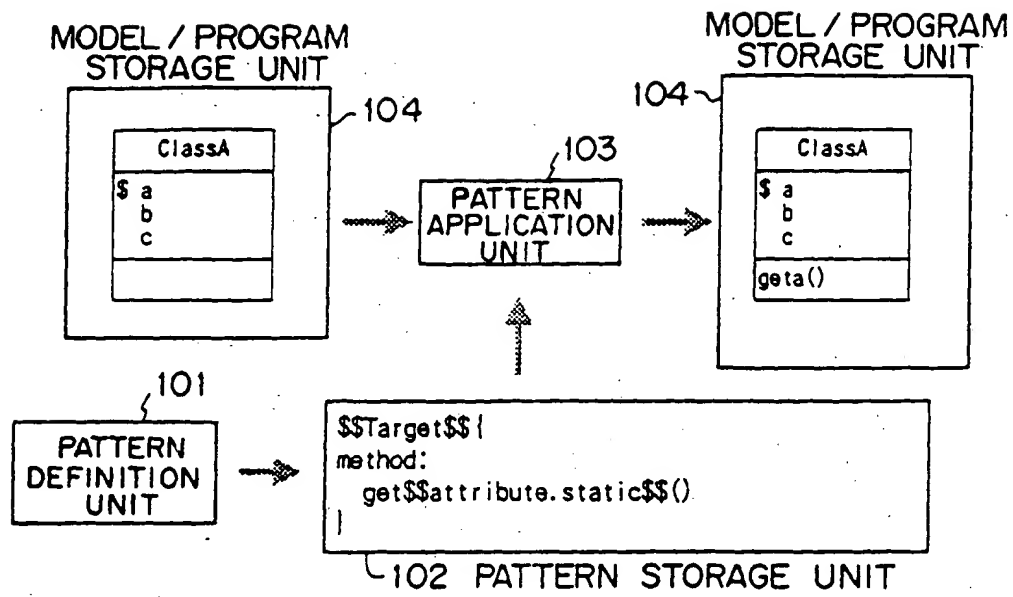 MODEL / PROGRAM
STORAGE UNIT
104
ClassA
$ a
b
c
103
PATTERN
APPLICATION
UNIT
MODEL / PROGRAM
STORAGE UNIT
104
ClassA
$ a
b
c
geta()
101
PATTERN
DEFINITION
UNIT
$$Target$${
method:
get$$attribute.static$$()
}
102 PATTERN STORAGE UNIT